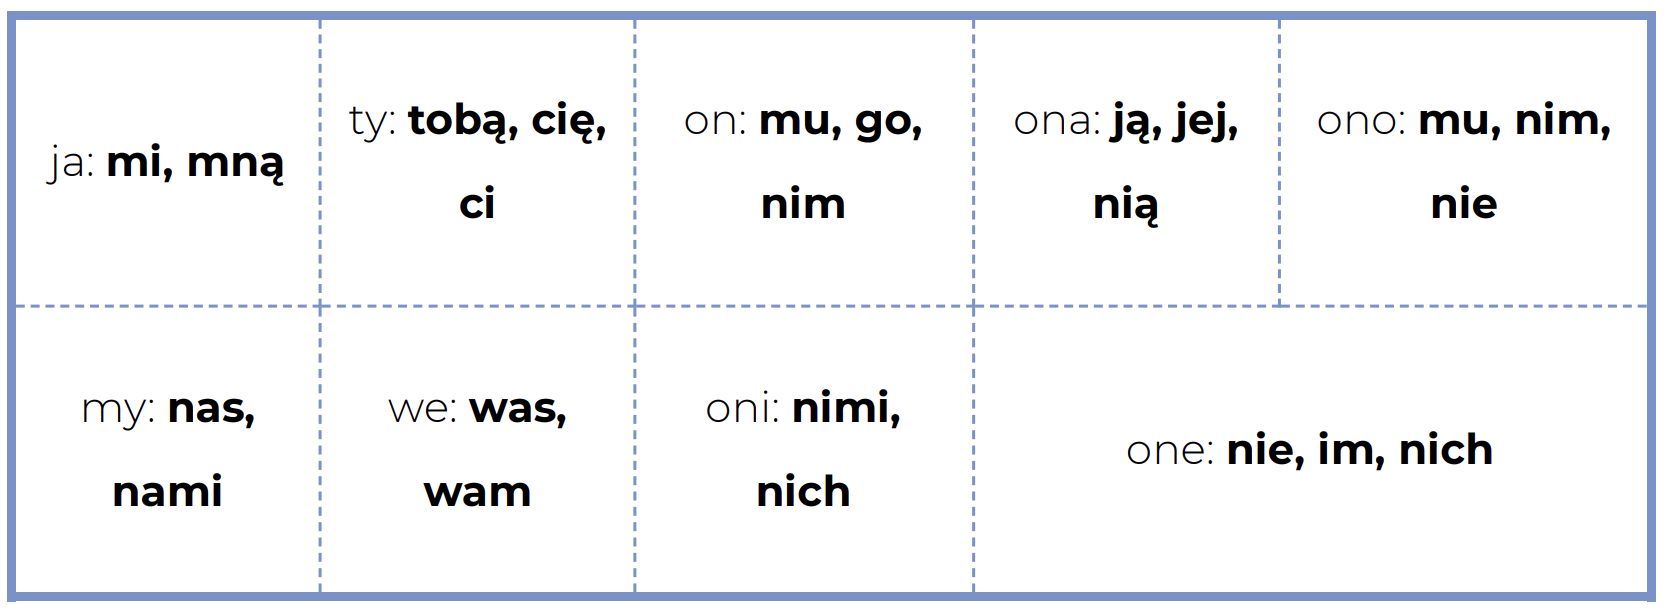 ja: mi, mną
ty: tobą, cię,
ci
on: mu, go,
nim
ona: ją, jej,
nią
ono: mu, nim,
nie
my: nas,
nami
we: was,
wam
oni: nimi,
nich
one: nie, im, nich